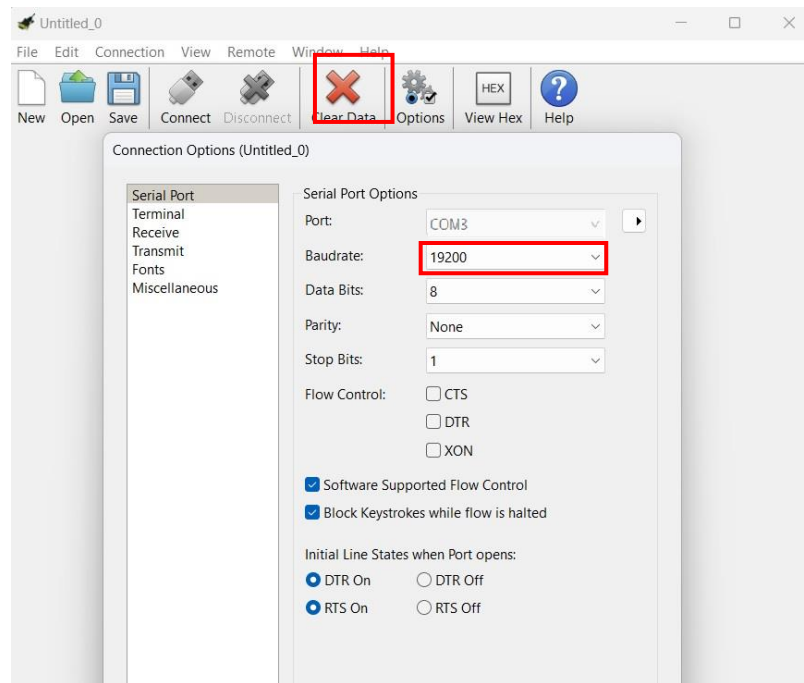 Untitled_0
File Edit Connection View Remote Window Help
HEX
New Open Save Connect Disconnect Clear Data Options View Hex Help
Connection Options (Untitled_0)
Serial Port
Terminal
Receive
Transmit
Fonts
Miscellaneous
Serial Port Options
Port: COM3
Baudrate: 19200
Data Bits: 8
Parity: None
Stop Bits: 1
Flow Control: CTS
DTR
XON
Software Supported Flow Control
Block Keystrokes while flow is halted
Initial Line States when Port opens:
DTR On DTR Off
RTS On RTS Off